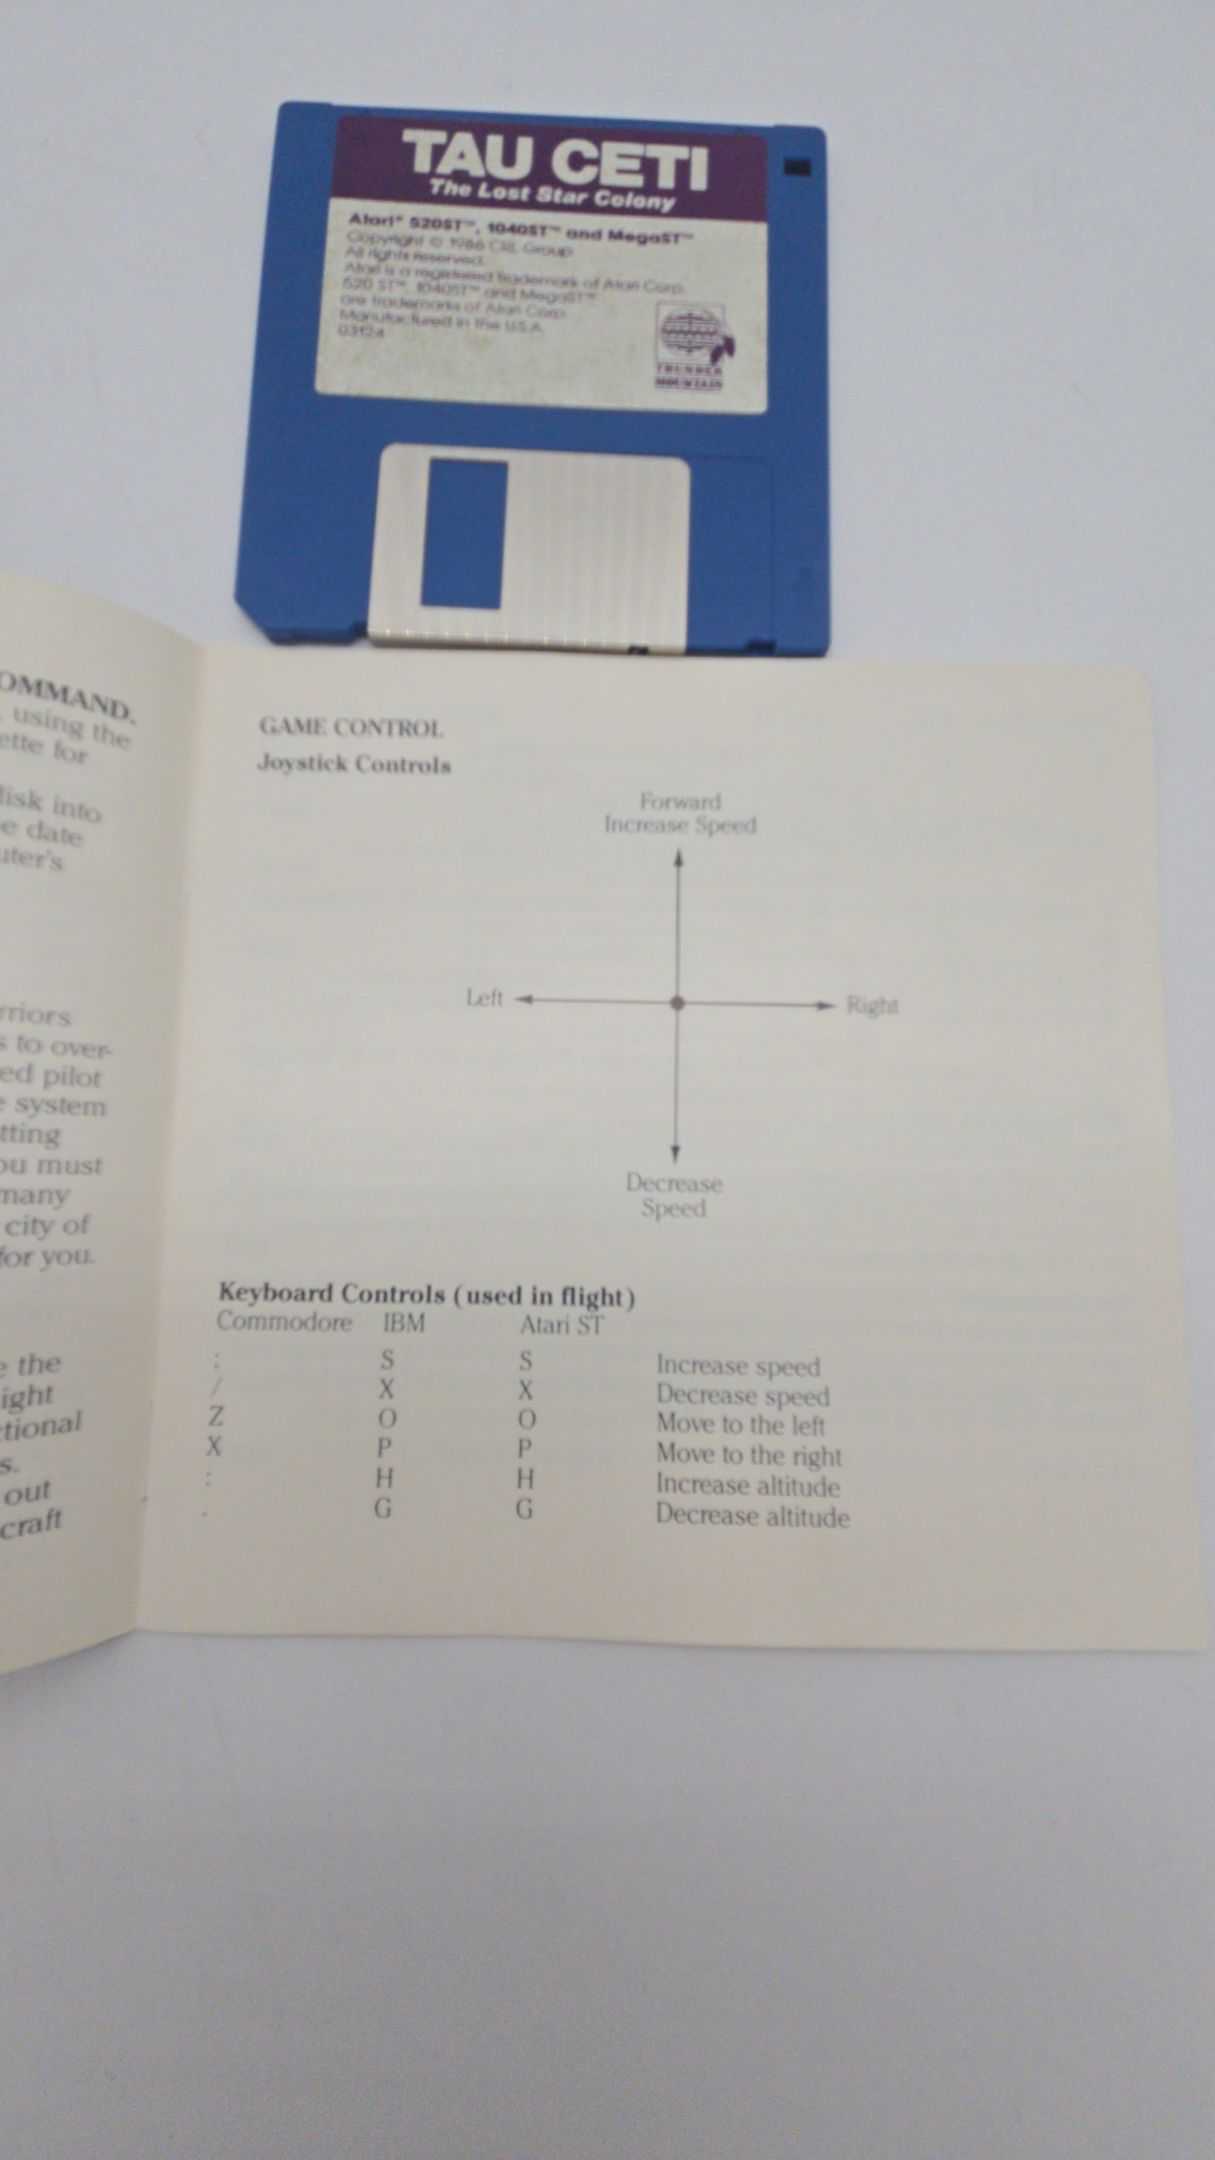 TAU CETI
The Lost Star Colony
Atari® 520ST™, 1040ST™ and MegaST™
Copyright © 1986 CRL Group
All rights reserved.
Atari is a registered trademark of Atari Corp.
520 ST™, 1040ST™ and MegaST™
are trademarks of Atari Corp.
Manufactured in the U.S.A.
03124
THUNDER
MOUNTAIN
OMMAND.
, using the
ette for
disk into
e date
uter's
rriors
s to over-
ed pilot
e system
tting
ou must
many
city of
for you.
e the
ight
ctional
s.
out
craft
GAME CONTROL
Joystick Controls
Forward
Increase Speed
Left Right
Decrease
Speed
Keyboard Controls (used in flight)
Commodore IBM Atari ST
; S S Increase speed
/ X X Decrease speed
Z O O Move to the left
X P P Move to the right
: H H Increase altitude
. G G Decrease altitude